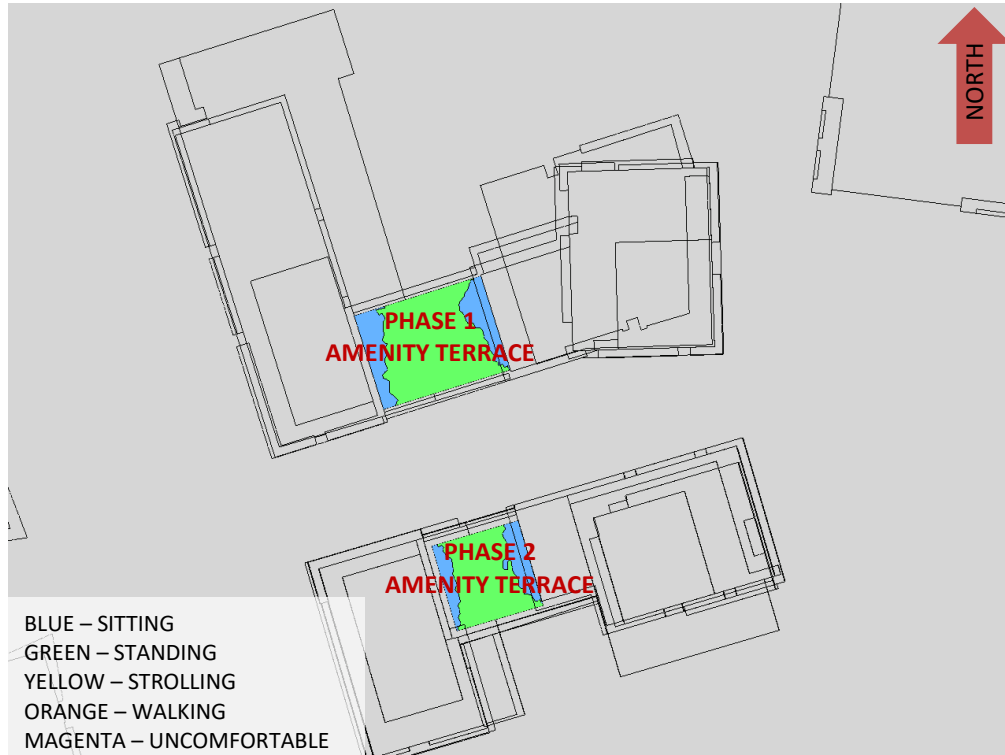 NORTH
PHASE 1
AMENITY TERRACE
PHASE 2
AMENITY TERRACE
BLUE – SITTING
GREEN – STANDING
YELLOW – STROLLING
ORANGE – WALKING
MAGENTA – UNCOMFORTABLE